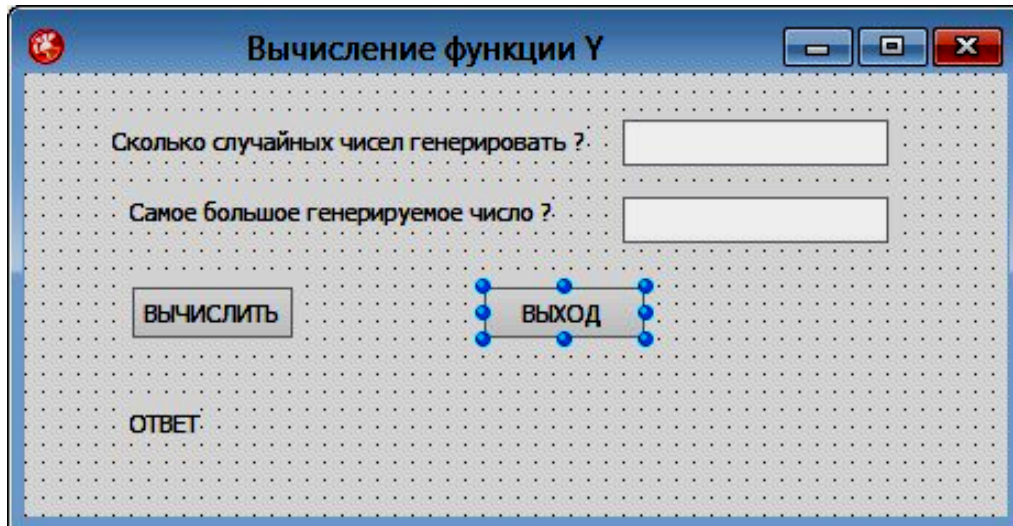 Вычисление функции Y
Сколько случайных чисел генерировать ?
Самое большое генерируемое число ?
ВЫЧИСЛИТЬ ВЫХОД
ОТВЕТ